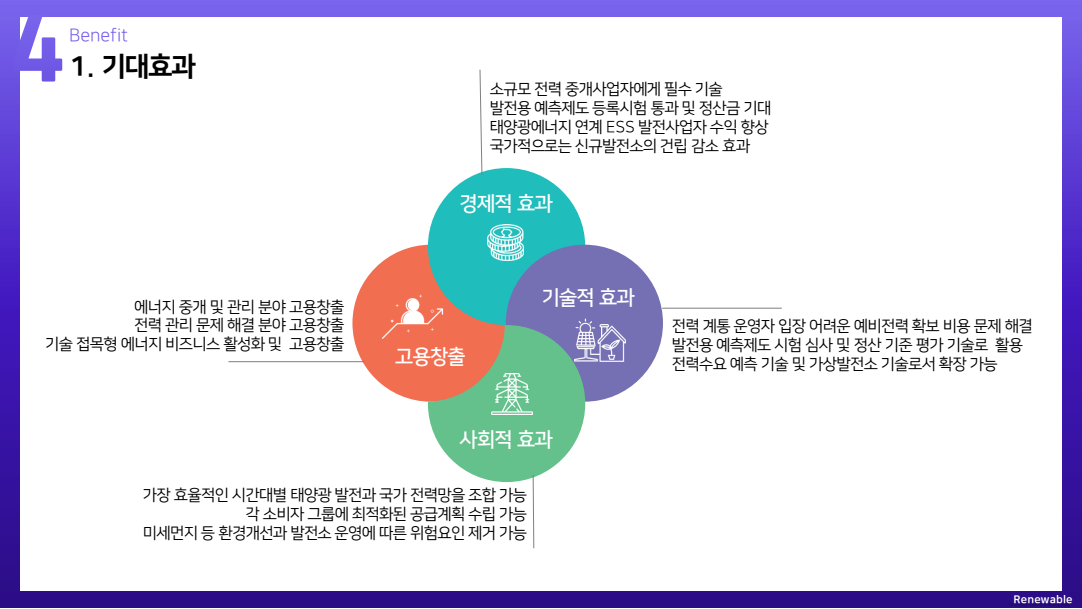 4
Benefit
1. 기대효과
소규모 전력 중개사업자에게 필수 기술
발전용 예측제도 등록시험 통과 및 정산금 기대
태양광에너지 연계 ESS 발전사업자 수익 향상
국가적으로는 신규발전소의 건립 감소 효과
경제적 효과
기술적 효과
전력 계통 운영자 입장 어려운 예비전력 확보 비용 문제 해결
발전용 예측제도 시험 심사 및 정산 기준 평가 기술로 활용
전력수요 예측 기술 및 가상발전소 기술로서 확장 가능
에너지 중개 및 관리 분야 고용창출
전력 관리 문제 해결 분야 고용창출
기술 접목형 에너지 비즈니스 활성화 및 고용창출
고용창출
사회적 효과
가장 효율적인 시간대별 태양광 발전과 국가 전력망을 조합 가능
각 소비자 그룹에 최적화된 공급계획 수립 가능
미세먼지 등 환경개선과 발전소 운영에 따른 위험요인 제거 가능
Renewable